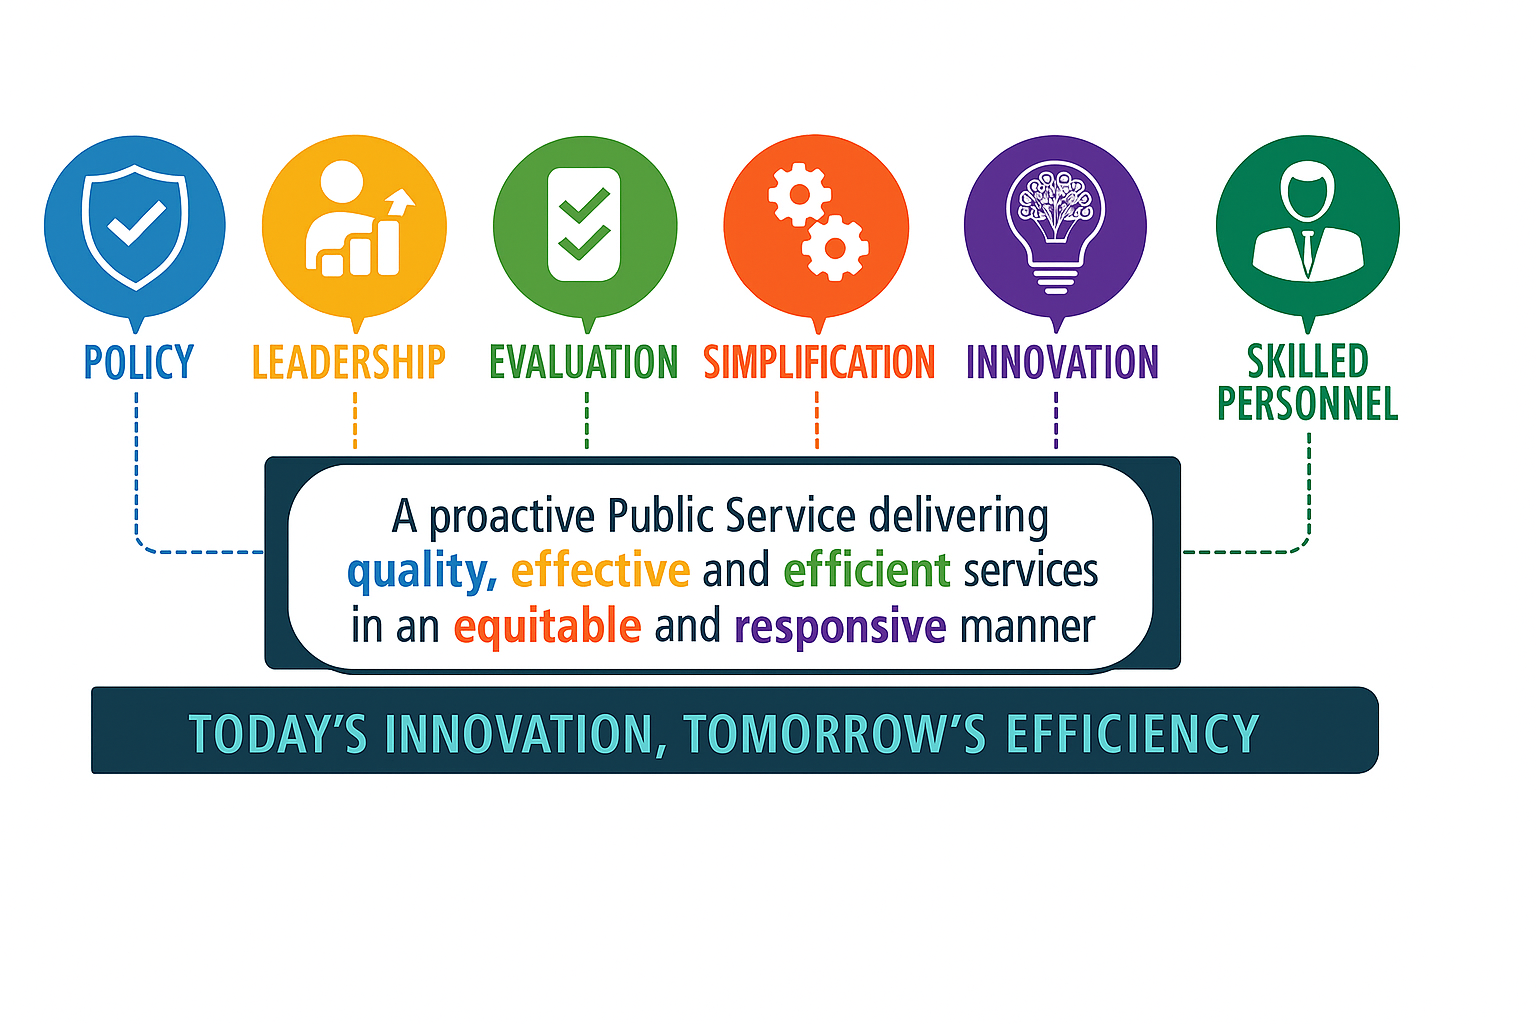 POLICY
LEADERSHIP
EVALUATION
SIMPLIFICATION
INNOVATION
SKILLED
PERSONNEL
A proactive Public Service delivering
quality, effective and efficient services
in an equitable and responsive manner
TODAY'S INNOVATION, TOMORROW'S EFFICIENCY